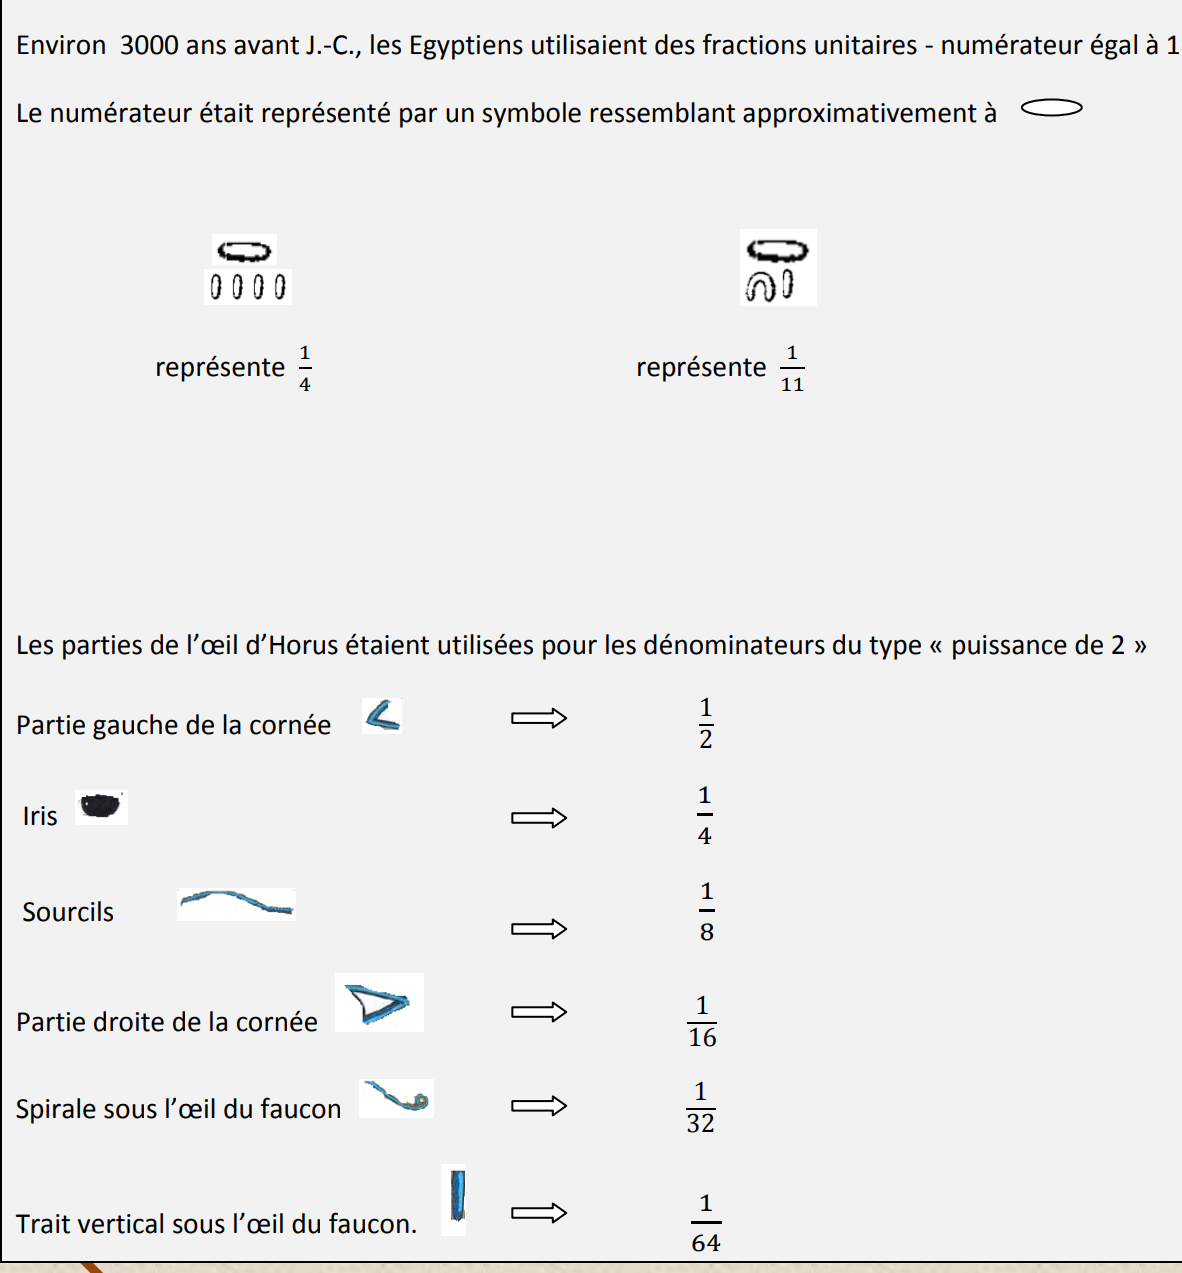 Environ 3000 ans avant J.-C., les Egyptiens utilisaient des fractions unitaires - numérateur égal à 1
Le numérateur était représenté par un symbole ressemblant approximativement à
représente 1/4 représente 1/11
Les parties de l’œil d’Horus étaient utilisées pour les dénominateurs du type « puissance de 2 »
Partie gauche de la cornée 1/2
Iris 1/4
Sourcils 1/8
Partie droite de la cornée 1/16
Spirale sous l’œil du faucon 1/32
Trait vertical sous l’œil du faucon. 1/64